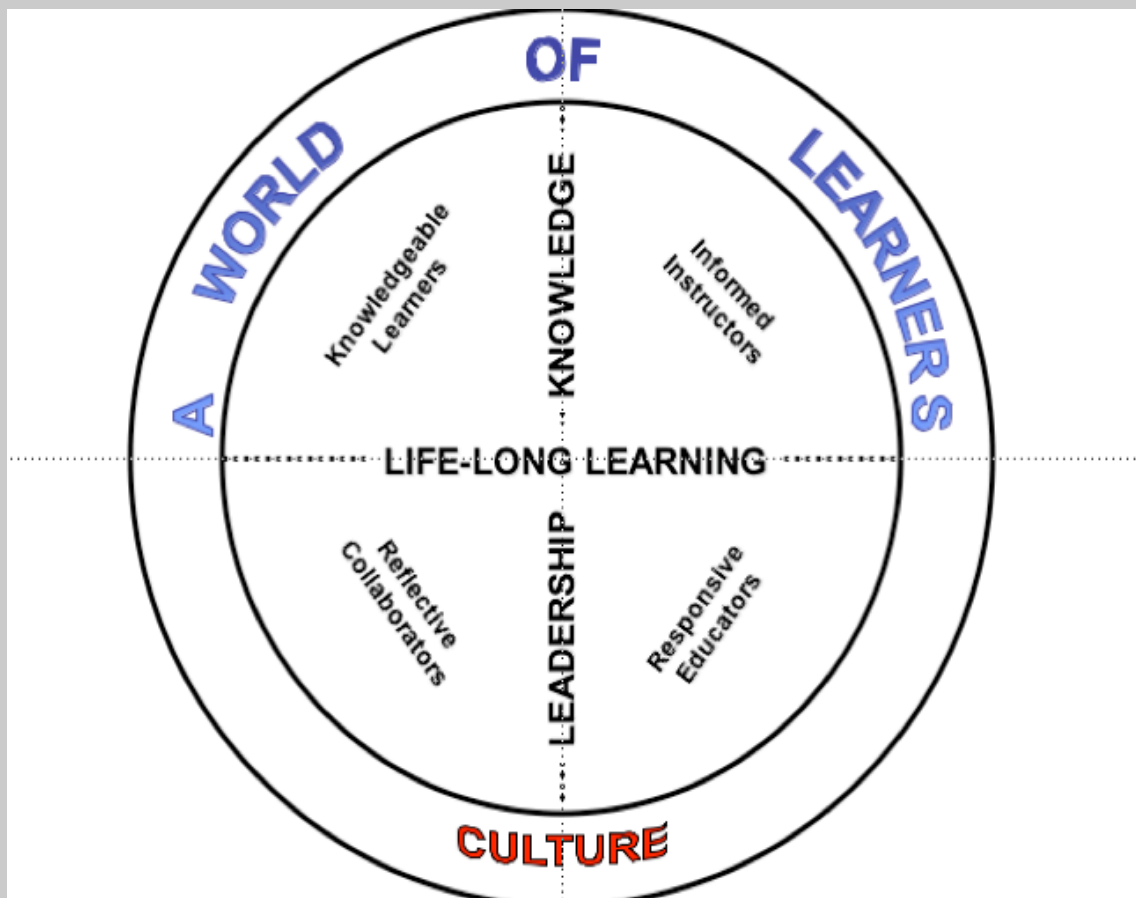 A WORLD OF LEARNERS
KNOWLEDGE
Knowledgeable
Learners
Informed
Instructors
LIFE-LONG LEARNING
LEADERSHIP
Reflective
Collaborators
Responsive
Educators
CULTURE